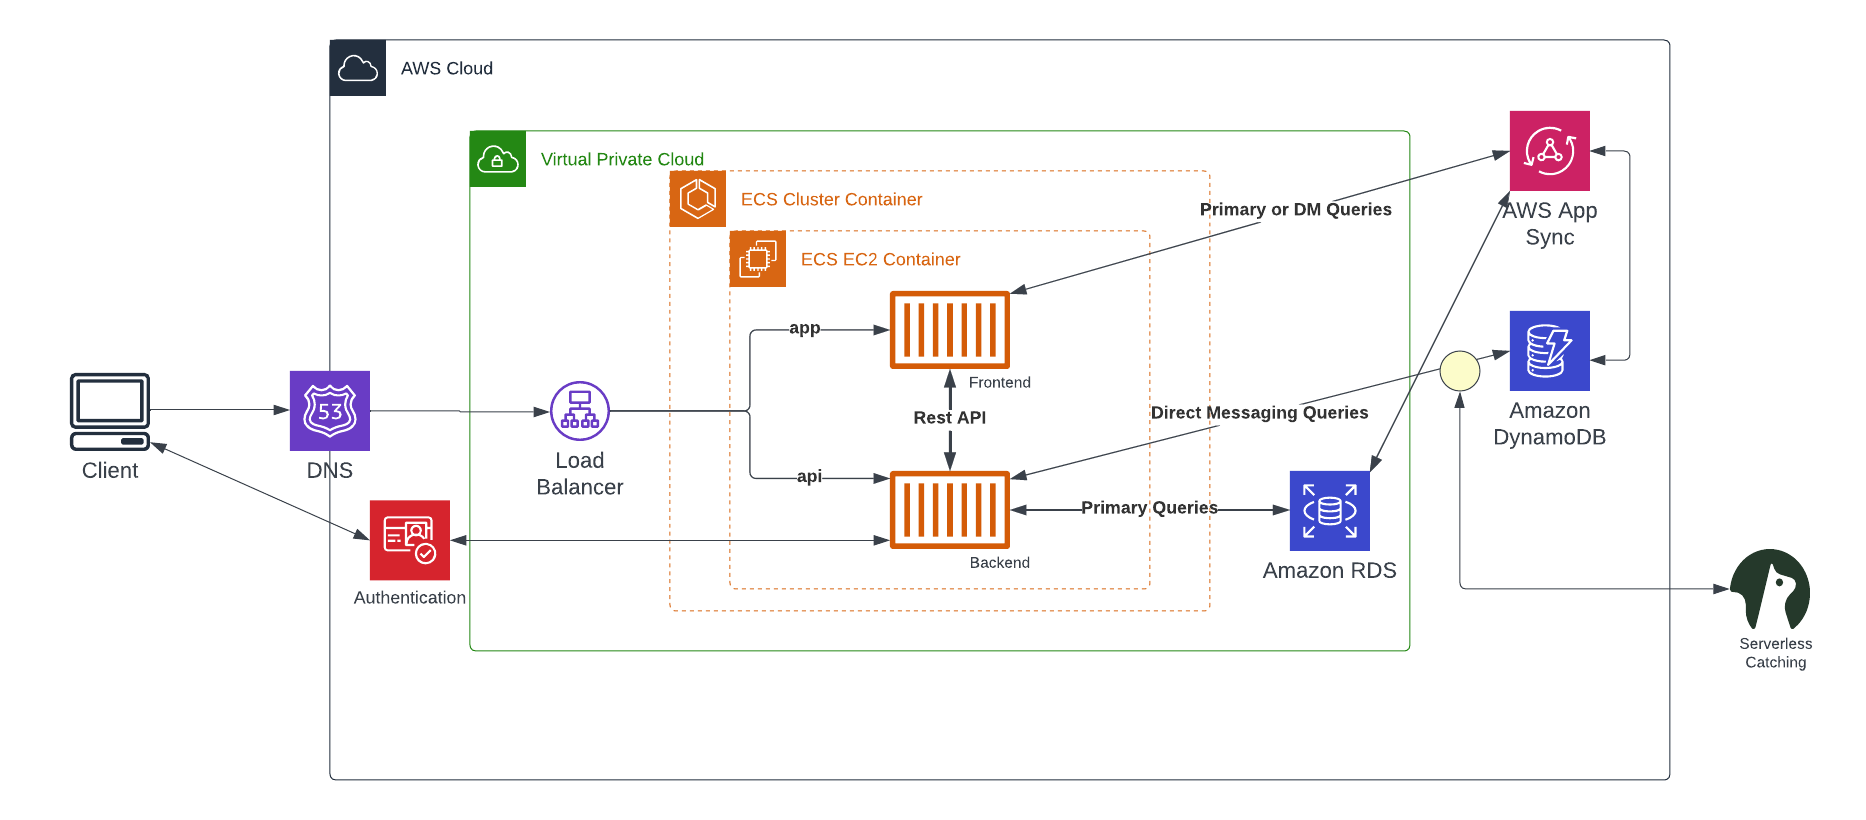 AWS Cloud
Virtual Private Cloud
ECS Cluster Container
ECS EC2 Container
Primary or DM Queries
AWS App
Sync
app
Frontend
Rest API
Direct Messaging Queries
Amazon
DynamoDB
53
Client
DNS
Load
Balancer
api
Primary Queries
Backend
Amazon RDS
Authentication
Serverless
Catching